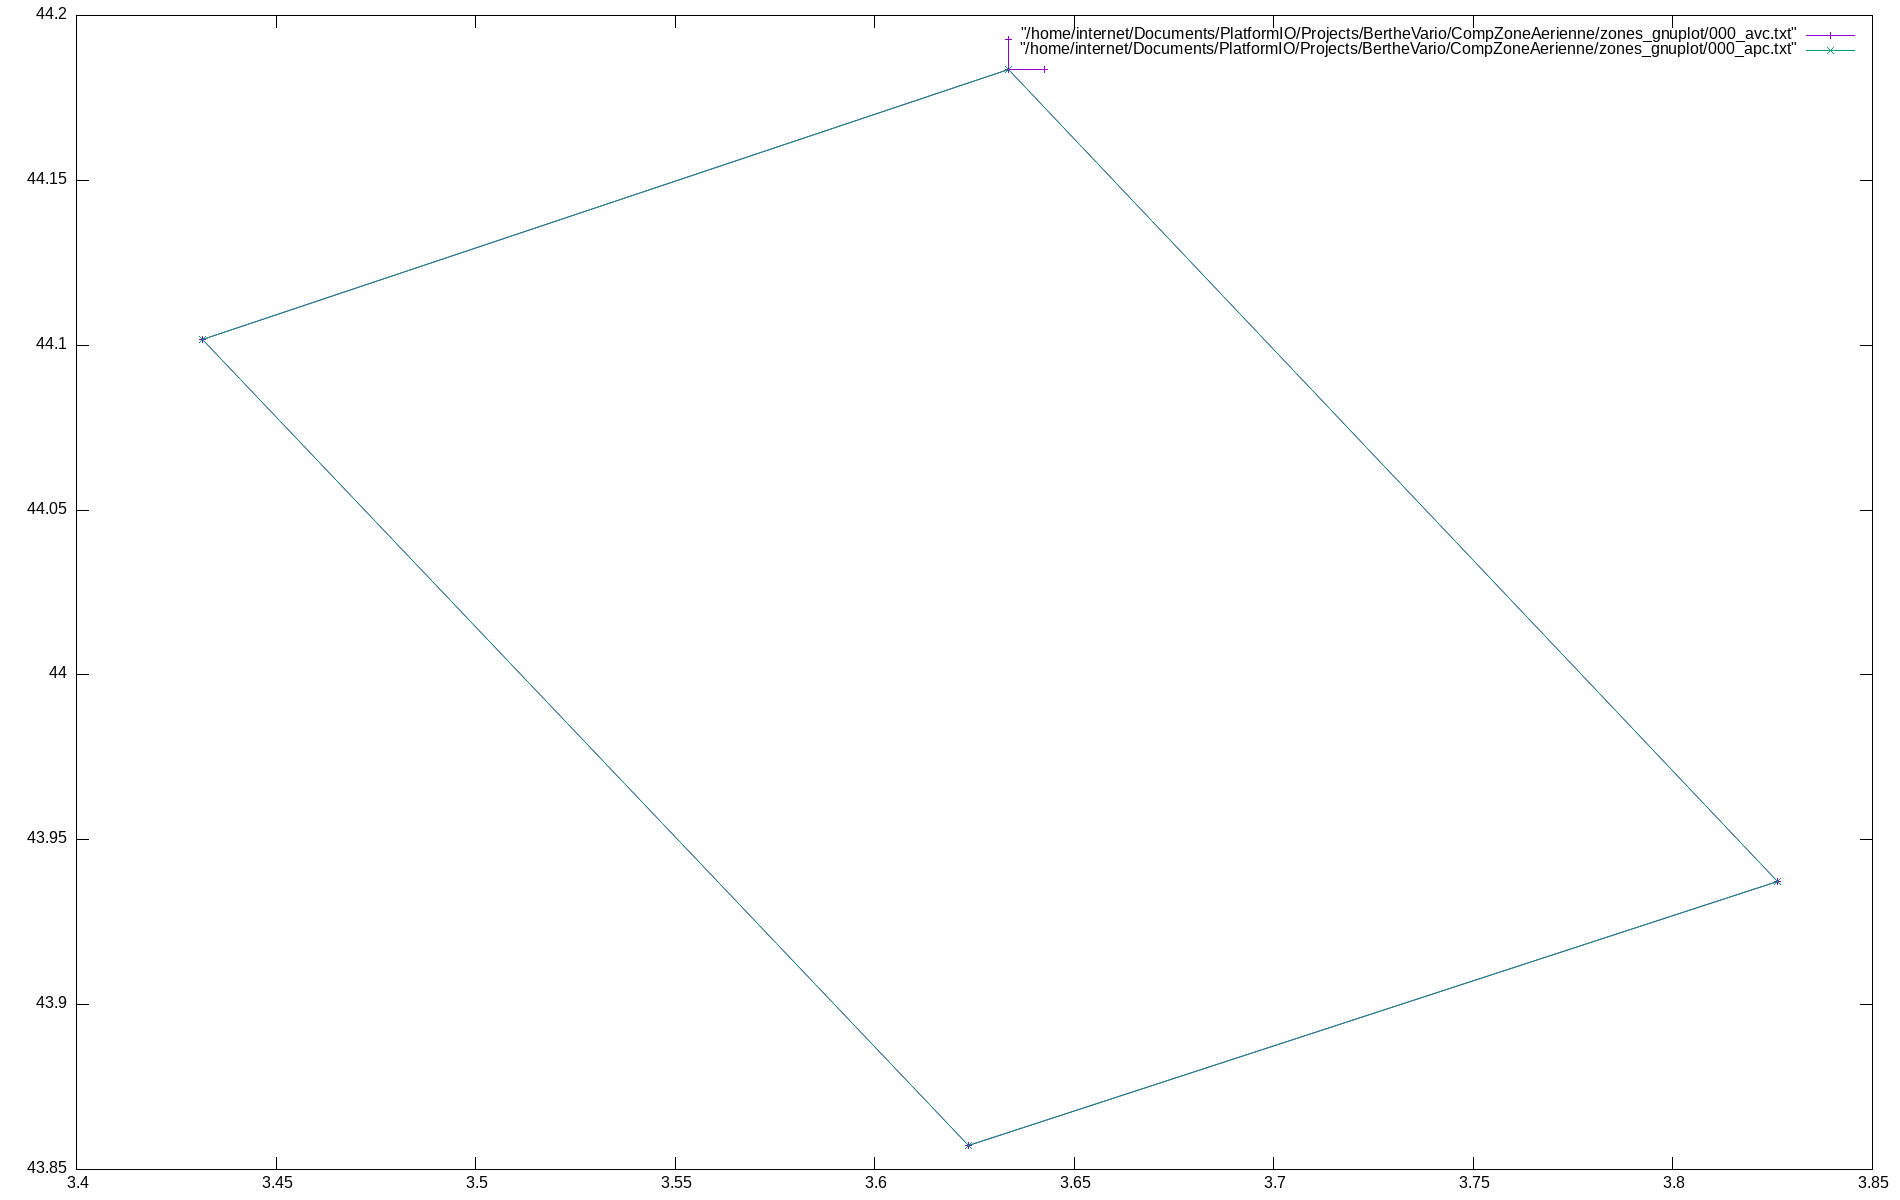 44.2
"/home/internet/Documents/PlatformIO/Projects/BertheVario/CompZoneAerienne/zones_gnuplot/000_avc.txt"
"/home/internet/Documents/PlatformIO/Projects/BertheVario/CompZoneAerienne/zones_gnuplot/000_apc.txt"
44.15
44.1
44.05
44
43.95
43.9
43.85
3.4 3.45 3.5 3.55 3.6 3.65 3.7 3.75 3.8 3.85